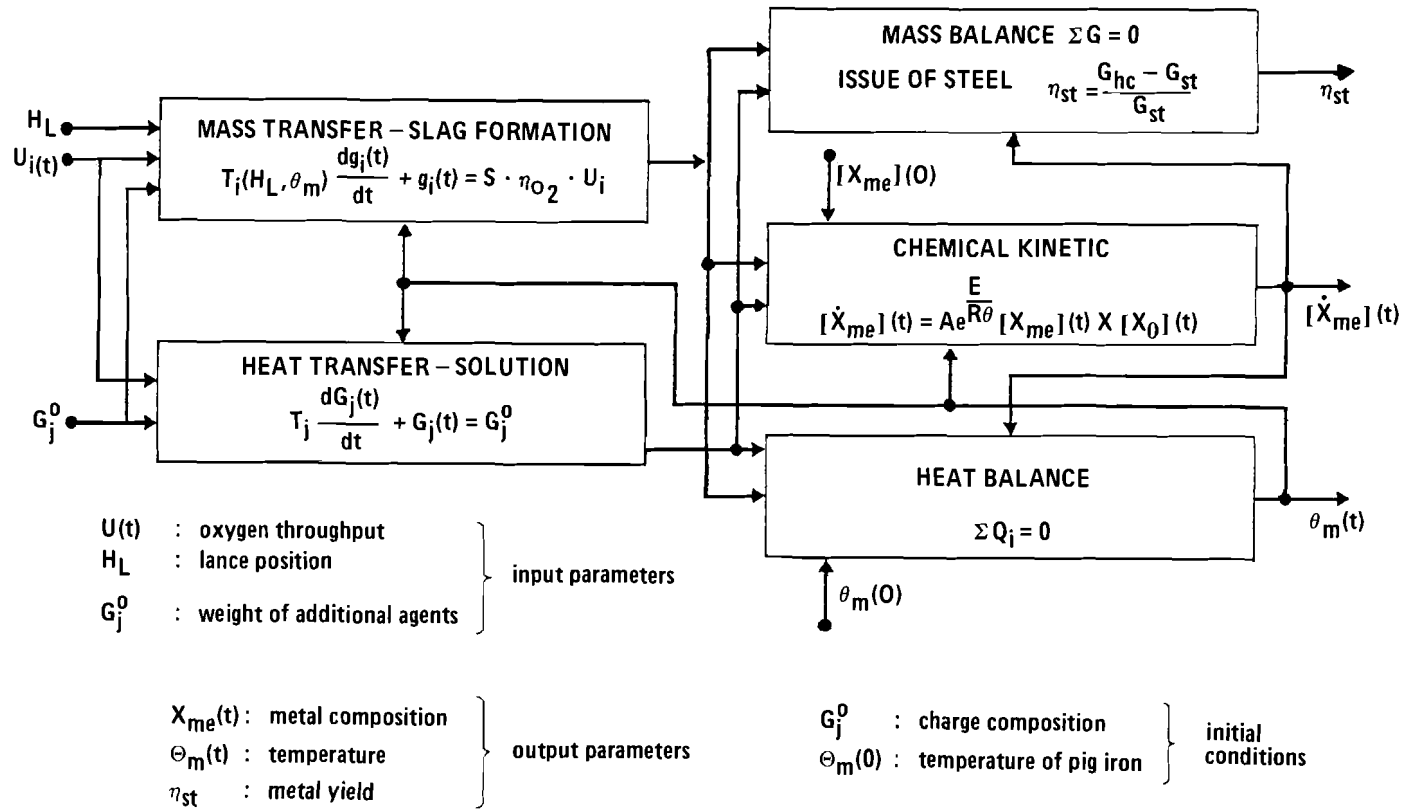 MASS BALANCE ΣG = 0
ISSUE OF STEEL η_st = (G_hc – G_st) / G_st
η_st
H_L
U_i(t)
MASS TRANSFER – SLAG FORMATION
T_i(H_L, θ_m) dg_i(t)/dt + g_i(t) = S · η_O2 · U_i
[X_me](0)
CHEMICAL KINETIC
[Ẋ_me](t) = Ae^(E/Rθ) [X_me](t) X [X_0](t)
[Ẋ_me](t)
HEAT TRANSFER – SOLUTION
T_j dG_j(t)/dt + G_j(t) = G_j^0
G_j^0
HEAT BALANCE
ΣQ_i = 0
θ_m(t)
θ_m(0)
U(t) : oxygen throughput
H_L : lance position
G_j^0 : weight of additional agents
input parameters
X_me(t) : metal composition
Θ_m(t) : temperature
η_st : metal yield
output parameters
G_j^0 : charge composition
Θ_m(0) : temperature of pig iron
initial
conditions